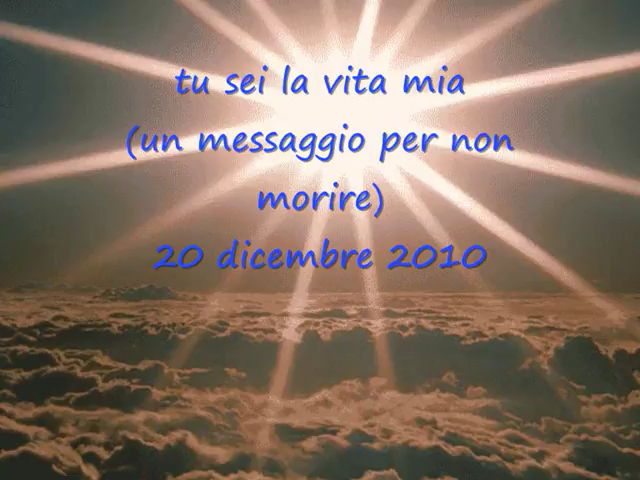 tu sei la vita mia
(un messaggio per non
morire)
20 dicembre 2010